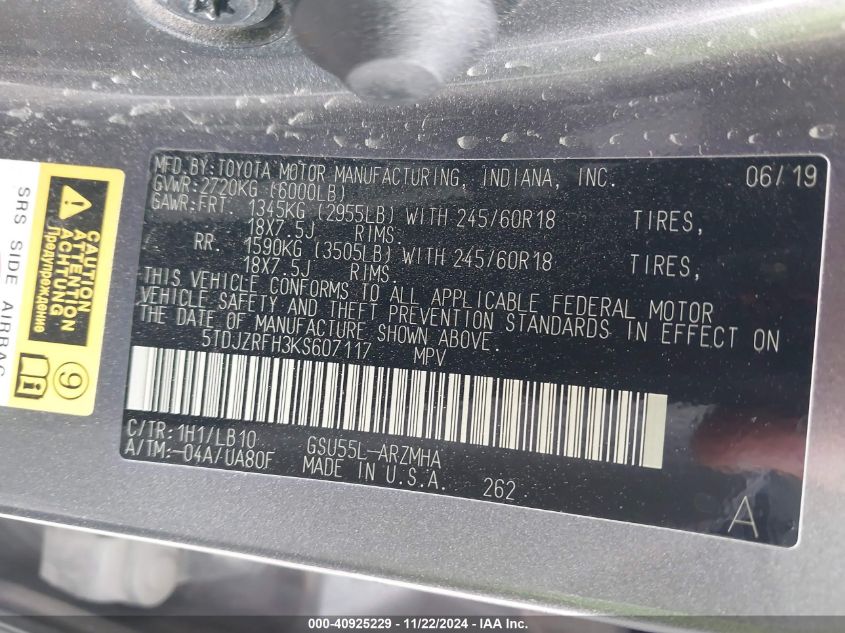 MFD. BY: TOYOTA MOTOR MANUFACTURING, INDIANA, INC. 06/19
GVWR: 2720KG (6000LB)
GAWR: FRT. 1345KG (2955LB) WITH 245/60R18 TIRES,
18X7.5J RIMS.
RR. 1590KG (3505LB) WITH 245/60R18 TIRES,
18X7.5J RIMS.
THIS VEHICLE CONFORMS TO ALL APPLICABLE FEDERAL MOTOR
VEHICLE SAFETY AND THEFT PREVENTION STANDARDS IN EFFECT ON
THE DATE OF MANUFACTURE SHOWN ABOVE.
5TDJZRFH3KS607117 MPV
C/TR: 1H1/LB10 GSU55L-ARZMHA
A/TM: -04A/UA80F MADE IN U.S.A. 262
A
SRS SIDE AIRBAG
CAUTION
ATTENTION
ACHTUNG
Предупреждение
9
i
000-40925229 - 11/22/2024 - IAA Inc.